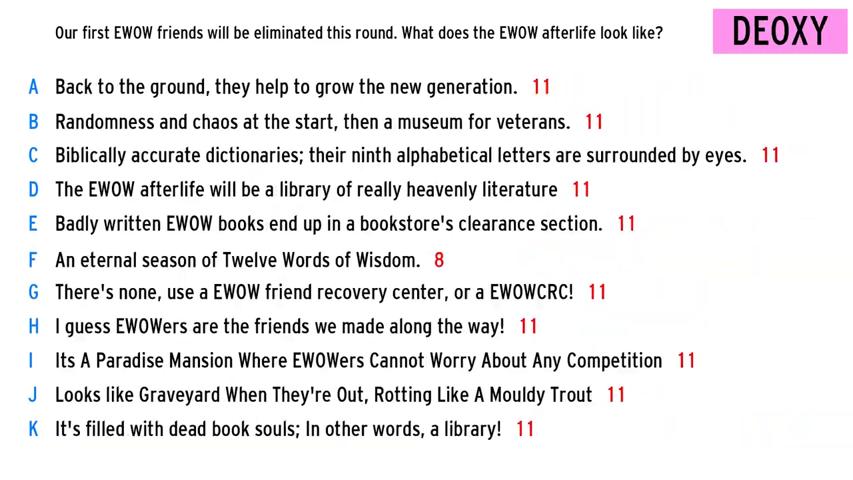 Our first EWOW friends will be eliminated this round. What does the EWOW afterlife look like?
DEOXY
A Back to the ground, they help to grow the new generation. 11
B Randomness and chaos at the start, then a museum for veterans. 11
C Biblically accurate dictionaries; their ninth alphabetical letters are surrounded by eyes. 11
D The EWOW afterlife will be a library of really heavenly literature 11
E Badly written EWOW books end up in a bookstore's clearance section. 11
F An eternal season of Twelve Words of Wisdom. 8
G There's none, use a EWOW friend recovery center, or a EWOWCRC! 11
H I guess EWOWers are the friends we made along the way! 11
I Its A Paradise Mansion Where EWOWers Cannot Worry About Any Competition 11
J Looks like Graveyard When They're Out, Rotting Like A Mouldy Trout 11
K It's filled with dead book souls; In other words, a library! 11